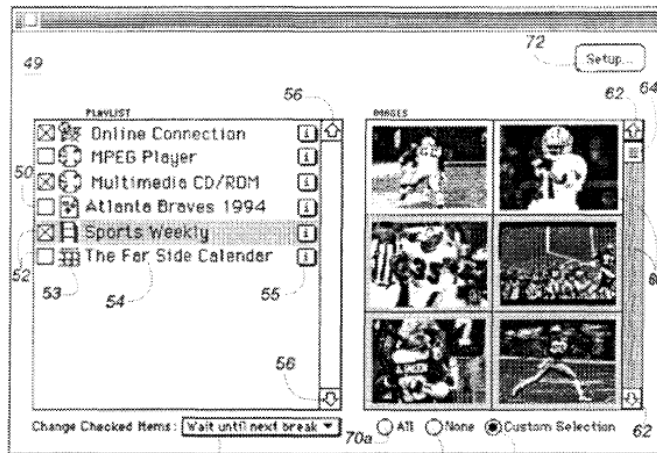 72
Setup...
49
56
62
64
PLAYLIST
IMAGES
Online Connection
MPEG Player
Multimedia CD/ROM
50
Atlanta Braves 1994
Sports Weekly
52
The Far Side Calendar
53
54
55
56
62
Change Checked Items: Wait until next break
70a
All
None
Custom Selection